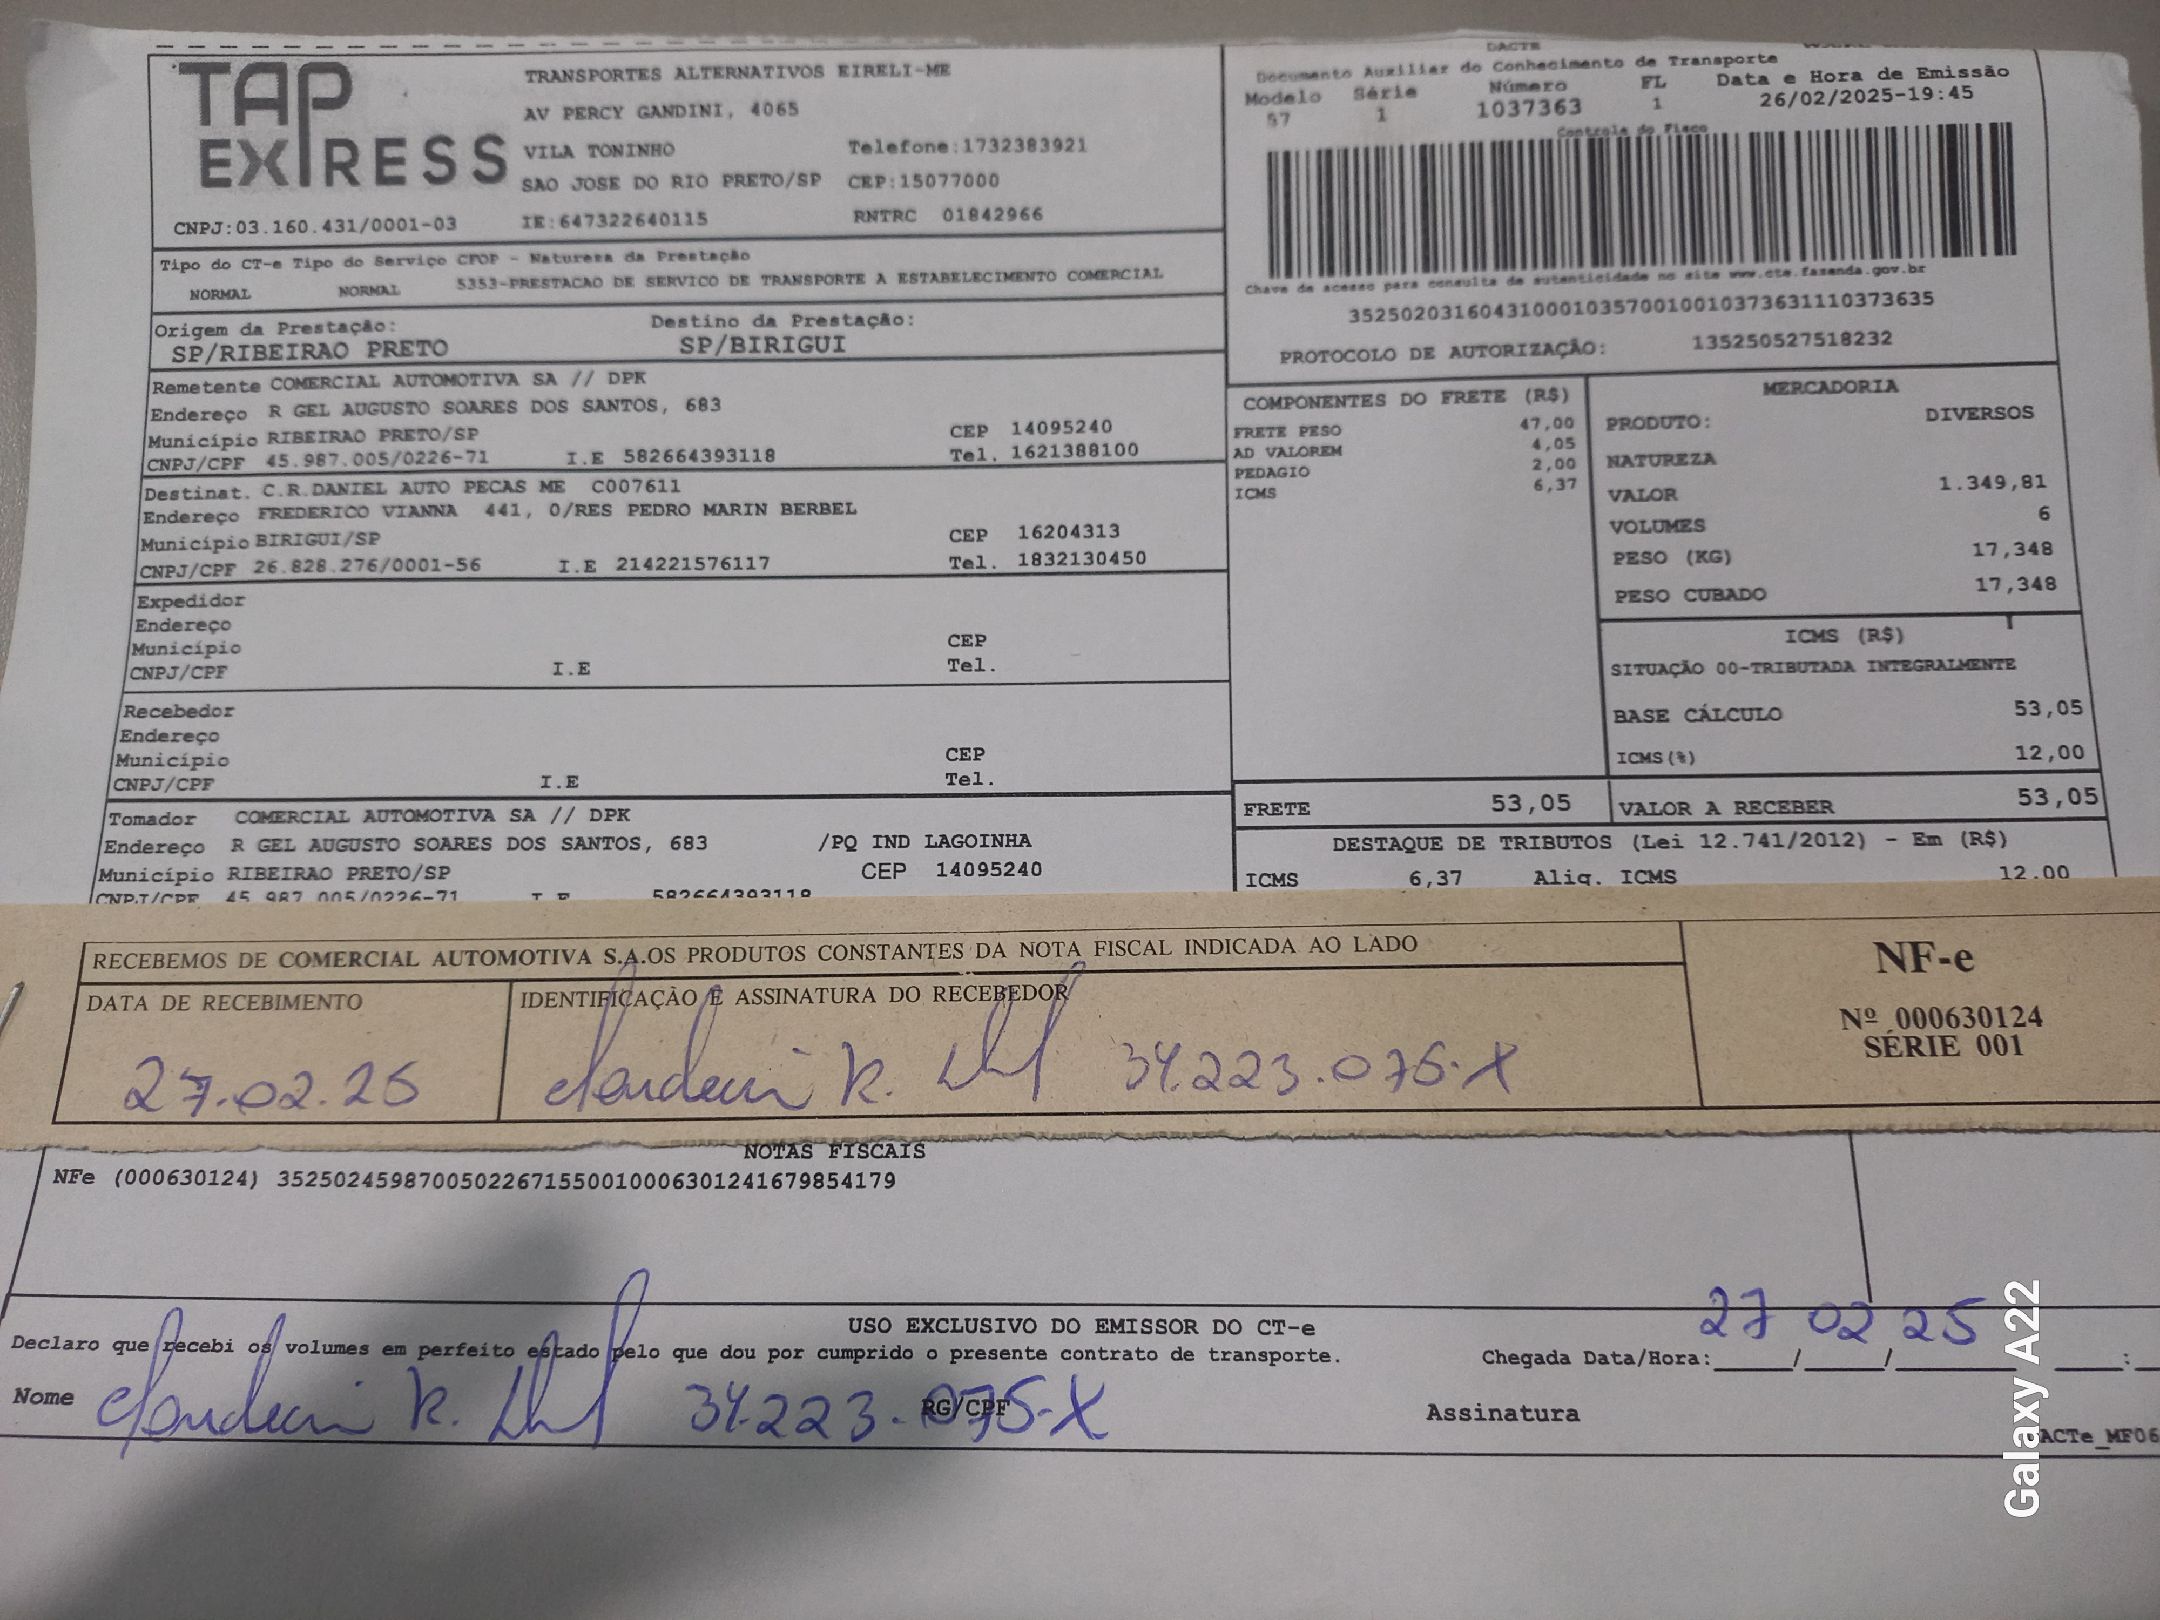 TAP EXPRESS
TRANSPORTES ALTERNATIVOS EIRELI-ME
AV PERCY GANDINI, 4065
VILA TONINHO Telefone:1732383921
SAO JOSE DO RIO PRETO/SP CEP:15077000
CNPJ:03.160.431/0001-03 IE:647322640115 RNTRC 01842966
DACTE
Documento Auxiliar do Conhecimento de Transporte
Modelo Série Número FL Data e Hora de Emissão
57 1 1037363 1 26/02/2025-19:45
Controle do Fisco
Chave de acesso para consulta de autenticidade no site www.cte.fazenda.gov.br
35250203160431000103570010010373631110373635
PROTOCOLO DE AUTORIZAÇÃO: 135250527518232
Tipo do CT-e Tipo do Serviço CFOP - Natureza da Prestação
NORMAL NORMAL 5353-PRESTACAO DE SERVICO DE TRANSPORTE A ESTABELECIMENTO COMERCIAL
Origem da Prestação: Destino da Prestação:
SP/RIBEIRAO PRETO SP/BIRIGUI
Remetente COMERCIAL AUTOMOTIVA SA // DPK
Endereço R GEL AUGUSTO SOARES DOS SANTOS, 683
Município RIBEIRAO PRETO/SP CEP 14095240
CNPJ/CPF 45.987.005/0226-71 I.E 582664393118 Tel. 1621388100
Destinat. C.R.DANIEL AUTO PECAS ME C007611
Endereço FREDERICO VIANNA 441, 0/RES PEDRO MARIN BERBEL
Município BIRIGUI/SP CEP 16204313
CNPJ/CPF 26.828.276/0001-56 I.E 214221576117 Tel. 1832130450
Expedidor
Endereço
Município CEP
CNPJ/CPF I.E Tel.
Recebedor
Endereço
Município CEP
CNPJ/CPF I.E Tel.
Tomador COMERCIAL AUTOMOTIVA SA // DPK
Endereço R GEL AUGUSTO SOARES DOS SANTOS, 683 /PQ IND LAGOINHA
Município RIBEIRAO PRETO/SP CEP 14095240
CNPJ/CPF 45.987.005/0226-71 I.E 582664393118
COMPONENTES DO FRETE (R$)
FRETE PESO 47,00
AD VALOREM 4,05
PEDAGIO 2,00
ICMS 6,37
MERCADORIA
PRODUTO: DIVERSOS
NATUREZA
VALOR 1.349,81
VOLUMES 6
PESO (KG) 17,348
PESO CUBADO 17,348
ICMS (R$)
SITUAÇÃO 00-TRIBUTADA INTEGRALMENTE
BASE CÁLCULO 53,05
ICMS(%) 12,00
FRETE 53,05 VALOR A RECEBER 53,05
DESTAQUE DE TRIBUTOS (Lei 12.741/2012) - Em (R$)
ICMS 6,37 Aliq. ICMS 12.00
RECEBEMOS DE COMERCIAL AUTOMOTIVA S.A.OS PRODUTOS CONSTANTES DA NOTA FISCAL INDICADA AO LADO
DATA DE RECEBIMENTO IDENTIFICAÇÃO E ASSINATURA DO RECEBEDOR
27.02.25 K. 34.223.075-X
NF-e
Nº 000630124
SÉRIE 001
NOTAS FISCAIS
NFe (000630124) 35250245987005022671550010006301241679854179
USO EXCLUSIVO DO EMISSOR DO CT-e
Declaro que recebi os volumes em perfeito estado pelo que dou por cumprido o presente contrato de transporte.
Chegada Data/Hora: 27/02/25 :
Nome K. 34.223.075-X RG/CPF Assinatura
ACTe_MF06
Galaxy A22